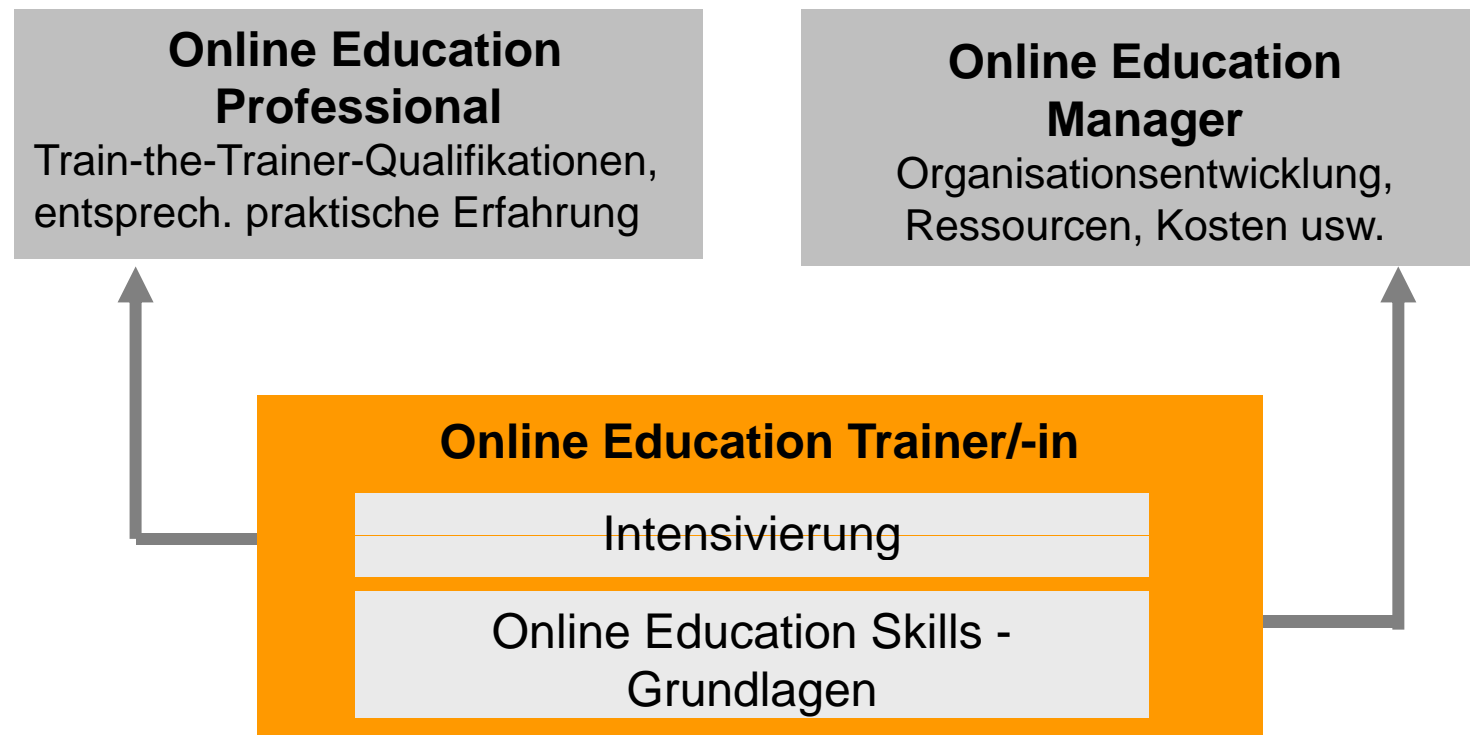 Online Education
Professional
Train-the-Trainer-Qualifikationen,
entsprech. praktische Erfahrung
Online Education
Manager
Organisationsentwicklung,
Ressourcen, Kosten usw.
Online Education Trainer/-in
Intensivierung
Online Education Skills -
Grundlagen